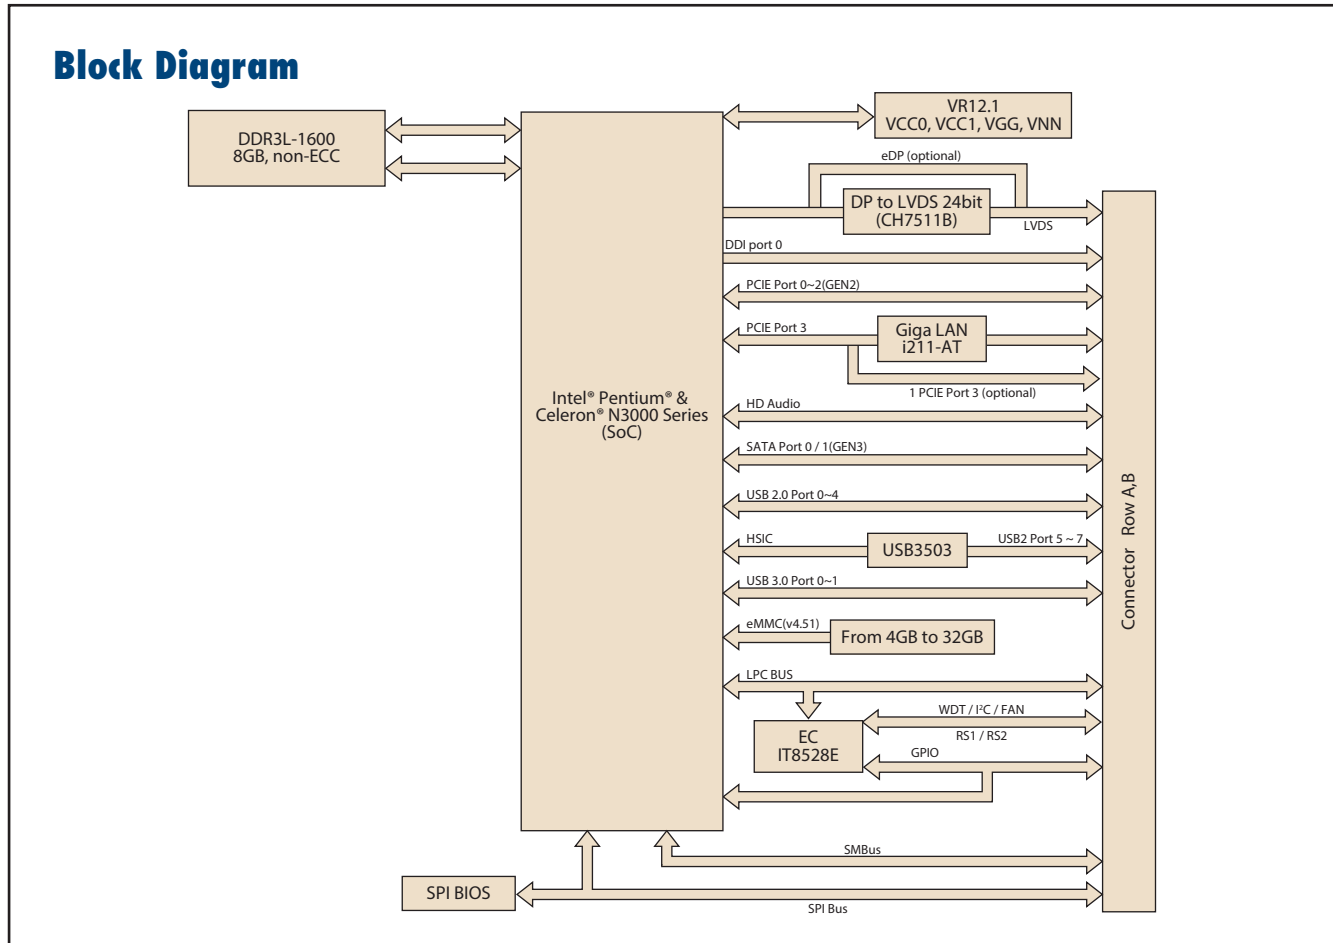 Block Diagram
DDR3L-1600
8GB, non-ECC
VR12.1
VCC0, VCC1, VGG, VNN
eDP (optional)
DP to LVDS 24bit
(CH7511B)
LVDS
DDI port 0
PCIE Port 0~2(GEN2)
PCIE Port 3
Giga LAN
i211-AT
1 PCIE Port 3 (optional)
Intel® Pentium® &
Celeron® N3000 Series
(SoC)
HD Audio
SATA Port 0 / 1(GEN3)
USB 2.0 Port 0~4
HSIC
USB3503
USB2 Port 5 ~ 7
USB 3.0 Port 0~1
eMMC(v4.51)
From 4GB to 32GB
LPC BUS
EC
IT8528E
WDT / I²C / FAN
RS1 / RS2
GPIO
Connector Row A,B
SMBus
SPI BIOS
SPI Bus